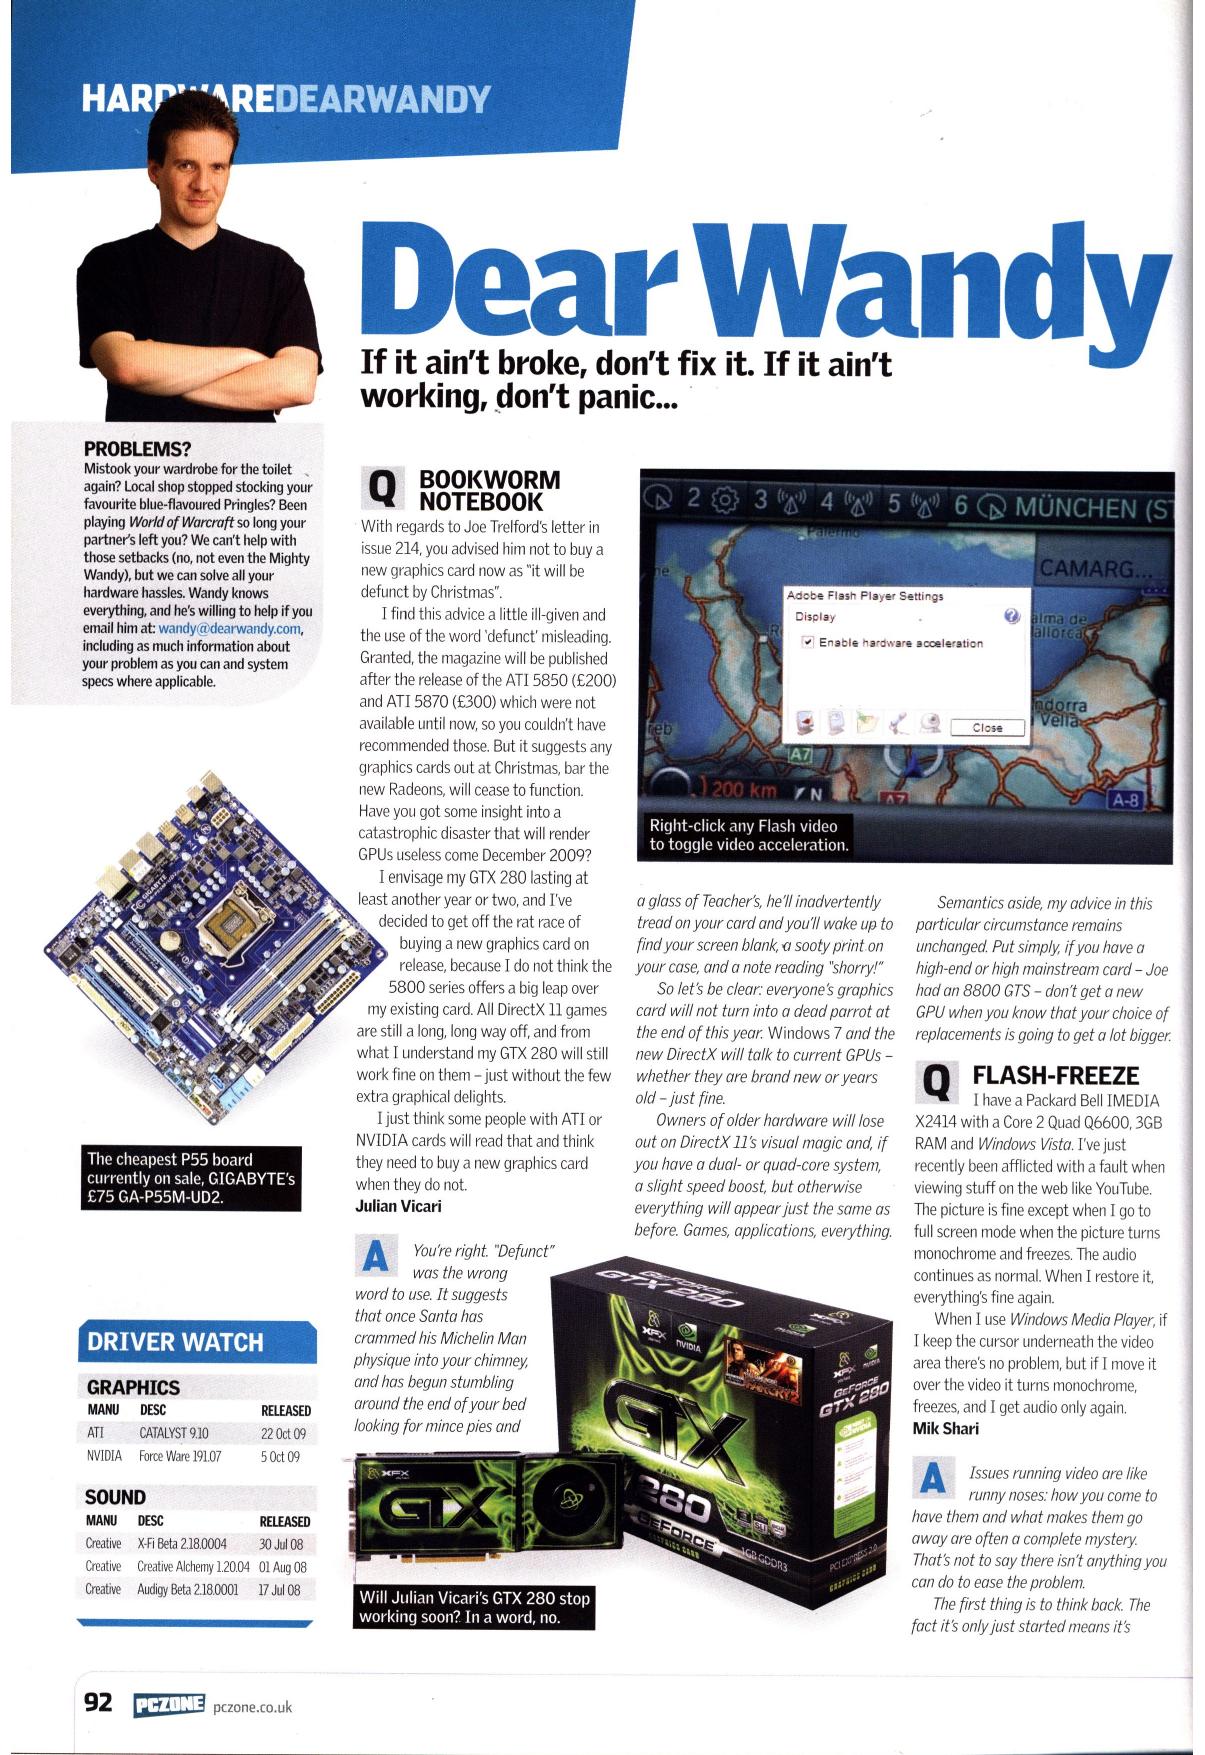 HARDWAREDEARWANDY
Dear Wandy
If it ain't broke, don't fix it. If it ain't
working, don't panic...
PROBLEMS?
Mistook your wardrobe for the toilet
again? Local shop stopped stocking your
favourite blue-flavoured Pringles? Been
playing World of Warcraft so long your
partner's left you? We can't help with
those setbacks (no, not even the Mighty
Wandy), but we can solve all your
hardware hassles. Wandy knows
everything, and he's willing to help if you
email him at: wandy@dearwandy.com,
including as much information about
your problem as you can and system
specs where applicable.
GIGABYTE
The cheapest P55 board
currently on sale, GIGABYTE's
£75 GA-P55M-UD2.
DRIVER WATCH
GRAPHICS
MANU DESC RELEASED
ATI CATALYST 9.10 22 Oct 09
NVIDIA Force Ware 191.07 5 Oct 09
SOUND
MANU DESC RELEASED
Creative X-Fi Beta 2.18.0004 30 Jul 08
Creative Creative Alchemy 1.20.04 01 Aug 08
Creative Audigy Beta 2.18.0001 17 Jul 08
Q BOOKWORM
NOTEBOOK
With regards to Joe Trelford's letter in
issue 214, you advised him not to buy a
new graphics card now as "it will be
defunct by Christmas".
I find this advice a little ill-given and
the use of the word 'defunct' misleading.
Granted, the magazine will be published
after the release of the ATI 5850 (£200)
and ATI 5870 (£300) which were not
available until now, so you couldn't have
recommended those. But it suggests any
graphics cards out at Christmas, bar the
new Radeons, will cease to function.
Have you got some insight into a
catastrophic disaster that will render
GPUs useless come December 2009?
I envisage my GTX 280 lasting at
least another year or two, and I've
decided to get off the rat race of
buying a new graphics card on
release, because I do not think the
5800 series offers a big leap over
my existing card. All DirectX 11 games
are still a long, long way off, and from
what I understand my GTX 280 will still
work fine on them – just without the few
extra graphical delights.
I just think some people with ATI or
NVIDIA cards will read that and think
they need to buy a new graphics card
when they do not.
Julian Vicari
A You're right. "Defunct"
was the wrong
word to use. It suggests
that once Santa has
crammed his Michelin Man
physique into your chimney,
and has begun stumbling
around the end of your bed
looking for mince pies and
2 3 4 5 6 MÜNCHEN (ST
Palermo
CAMARG...
Adobe Flash Player Settings
Display
Enable hardware acceleration
Close
alma de
allorca
ndorra
Vella
A7
200 km N
A7
A-8
Right-click any Flash video
to toggle video acceleration.
a glass of Teacher's, he'll inadvertently
tread on your card and you'll wake up to
find your screen blank, a sooty print on
your case, and a note reading "shorry!"
So let's be clear: everyone's graphics
card will not turn into a dead parrot at
the end of this year. Windows 7 and the
new DirectX will talk to current GPUs –
whether they are brand new or years
old – just fine.
Owners of older hardware will lose
out on DirectX 11's visual magic and, if
you have a dual- or quad-core system,
a slight speed boost, but otherwise
everything will appear just the same as
before. Games, applications, everything.
GEFORCE
GTX 280
XFX
NVIDIA
FARCRY2
XFX NVIDIA
GEFORCE
GTX 280
GTX
280
GEFORCE
GRAPHICS CARD
1GB GDDR3
PCI EXPRESS 2.0
GRAPHICS CARD
XFX
GTX
Will Julian Vicari's GTX 280 stop
working soon? In a word, no.
Semantics aside, my advice in this
particular circumstance remains
unchanged. Put simply, if you have a
high-end or high mainstream card – Joe
had an 8800 GTS – don't get a new
GPU when you know that your choice of
replacements is going to get a lot bigger.
Q FLASH-FREEZE
I have a Packard Bell IMEDIA
X2414 with a Core 2 Quad Q6600, 3GB
RAM and Windows Vista. I've just
recently been afflicted with a fault when
viewing stuff on the web like YouTube.
The picture is fine except when I go to
full screen mode when the picture turns
monochrome and freezes. The audio
continues as normal. When I restore it,
everything's fine again.
When I use Windows Media Player, if
I keep the cursor underneath the video
area there's no problem, but if I move it
over the video it turns monochrome,
freezes, and I get audio only again.
Mik Shari
A Issues running video are like
runny noses: how you come to
have them and what makes them go
away are often a complete mystery.
That's not to say there isn't anything you
can do to ease the problem.
The first thing is to think back. The
fact it's only just started means it's
92 PCZONE pczone.co.uk